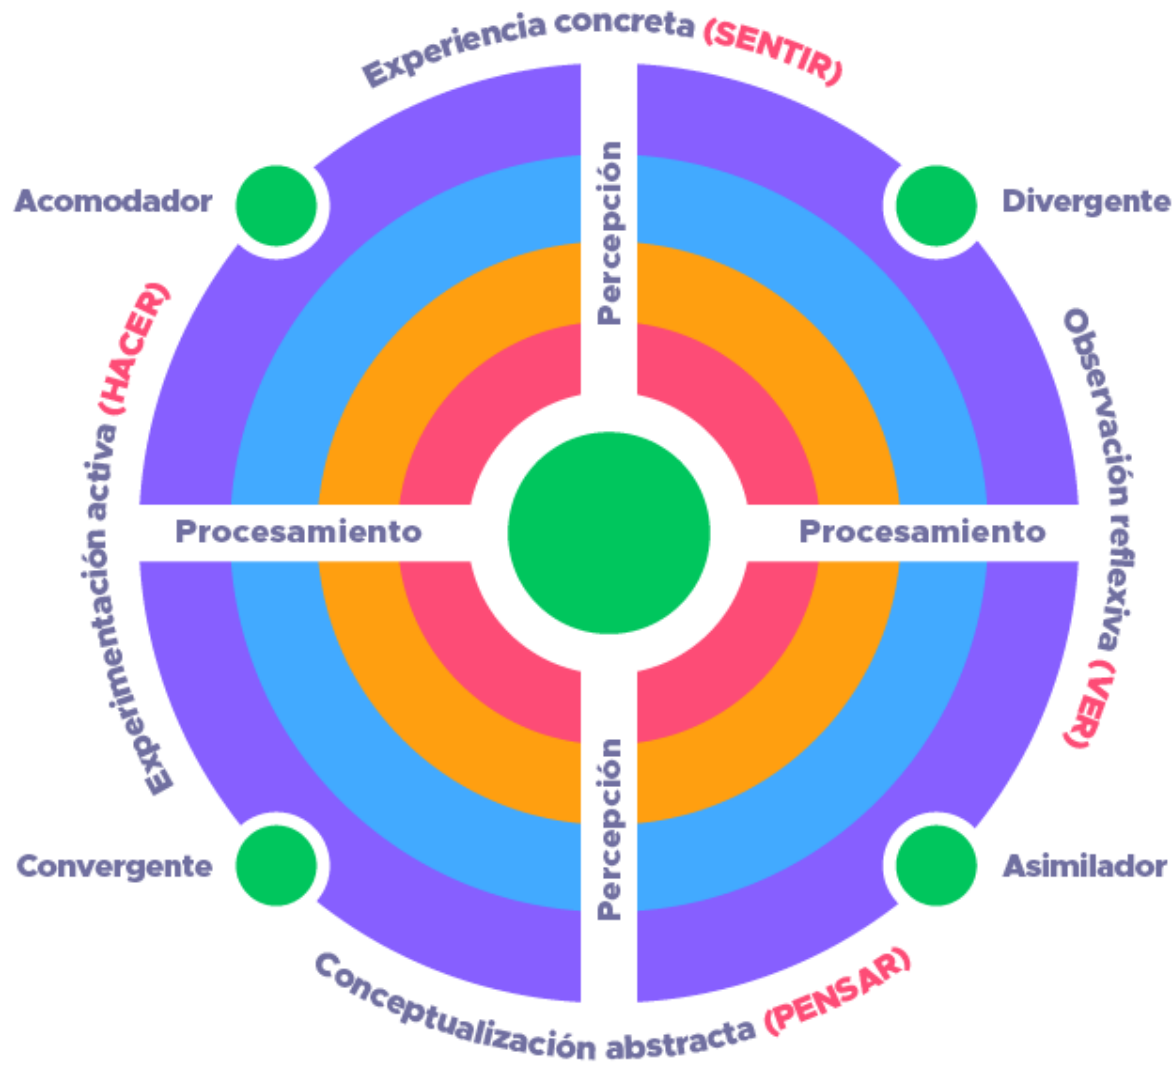 Experiencia concreta (SENTIR)
Percepción
Acomodador
Divergente
Experimentación activa (HACER)
Observación reflexiva (VER)
Procesamiento
Procesamiento
Percepción
Convergente
Asimilador
Conceptualización abstracta (PENSAR)